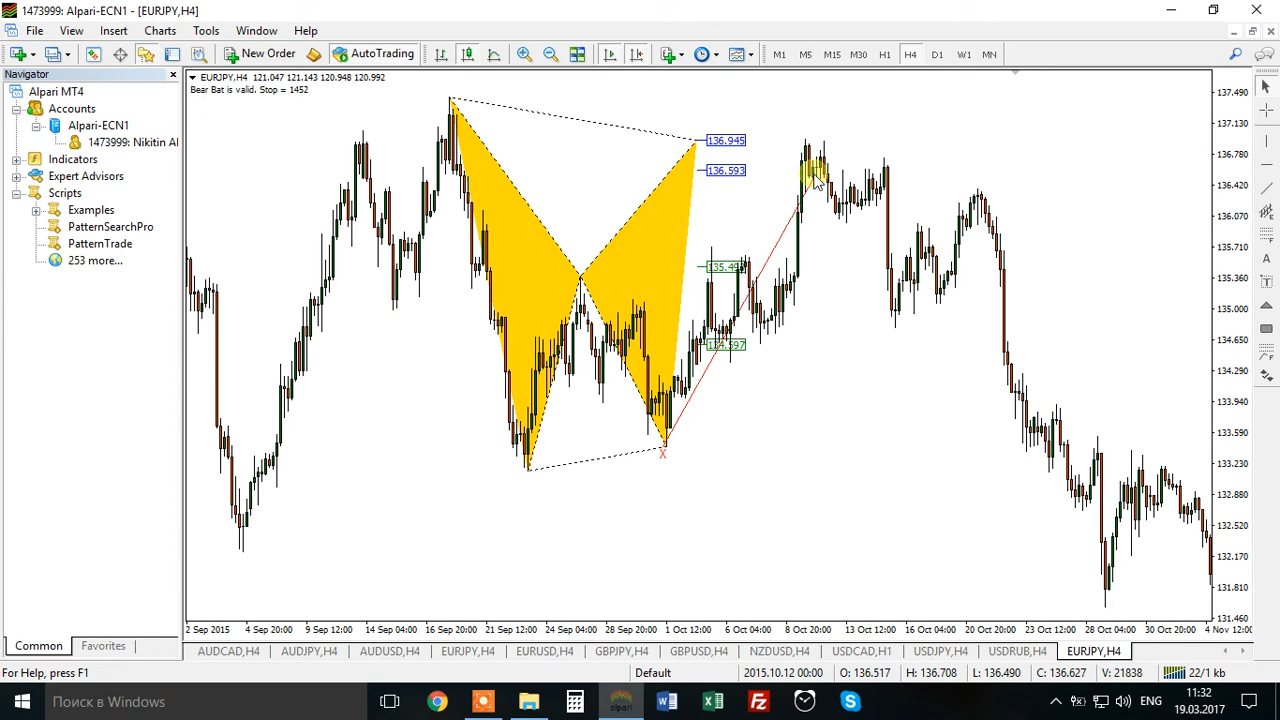 1473999: Alpari-ECN1 - [EURJPY,H4]
File View Insert Charts Tools Window Help
New Order AutoTrading M1 M5 M15 M30 H1 H4 D1 W1 MN
Navigator
Alpari MT4
Accounts
Alpari-ECN1
1473999: Nikitin Al
Indicators
Expert Advisors
Scripts
Examples
PatternSearchPro
PatternTrade
253 more...
Common Favorites
EURJPY,H4 121.047 121.143 120.948 120.992
Bear Bat is valid. Stop = 1452
136.945
136.593
134.597
X
137.490
137.130
136.780
136.420
136.070
135.710
135.360
135.000
134.650
134.290
133.940
133.590
133.230
132.880
132.520
132.170
131.810
131.460
2 Sep 2015 4 Sep 20:00 9 Sep 12:00 14 Sep 04:00 16 Sep 20:00 21 Sep 12:00 24 Sep 04:00 28 Sep 20:00 1 Oct 12:00 6 Oct 04:00 8 Oct 20:00 13 Oct 12:00 16 Oct 04:00 20 Oct 20:00 23 Oct 12:00 28 Oct 04:00 30 Oct 20:00 4 Nov 12:00
AUDCAD,H4 AUDJPY,H4 AUDUSD,H4 EURJPY,H4 EURUSD,H4 GBPJPY,H4 GBPUSD,H4 NZDUSD,H4 USDCAD,H1 USDJPY,H4 USDRUB,H4 EURJPY,H4
For Help, press F1 Default 2015.10.12 00:00 O: 136.517 H: 136.708 L: 136.490 C: 136.627 V: 21838 22/1 kb
Поиск в Windows alpari ENG 11:32
19.03.2017